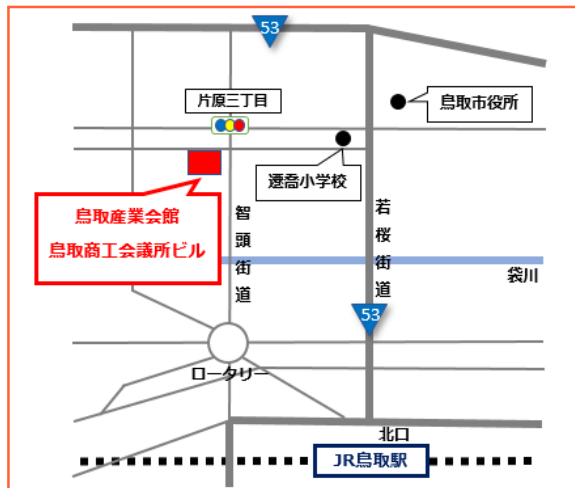 53
片原三丁目
鳥取市役所
遷喬小学校
鳥取産業会館
鳥取商工会議所ビル
智頭街道
若桜街道
袋川
53
ロータリー
北口
JR鳥取駅